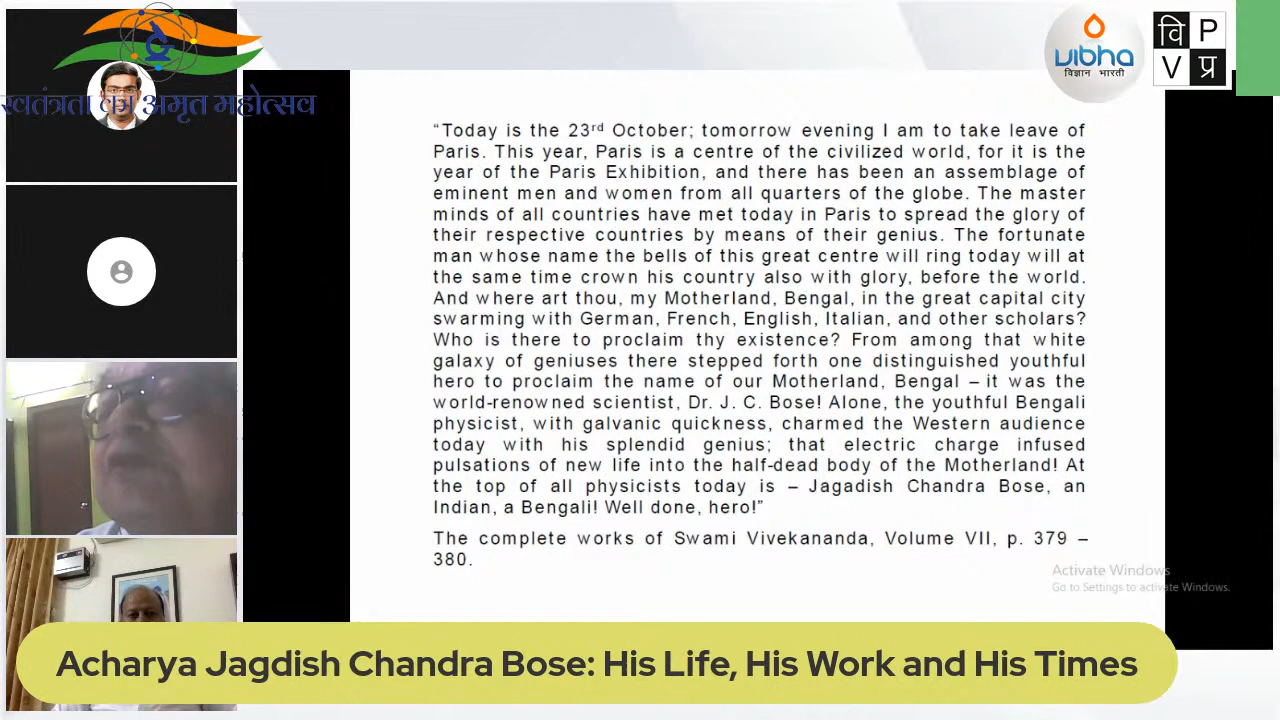 स्वतंत्रता का अमृत महोत्सव
vibha
विज्ञान भारती
वि P
V प्र
“Today is the 23rd October; tomorrow evening I am to take leave of
Paris. This year, Paris is a centre of the civilized world, for it is the
year of the Paris Exhibition, and there has been an assemblage of
eminent men and women from all quarters of the globe. The master
minds of all countries have met today in Paris to spread the glory of
their respective countries by means of their genius. The fortunate
man whose name the bells of this great centre will ring today will at
the same time crown his country also with glory, before the world.
And where art thou, my Motherland, Bengal, in the great capital city
swarming with German, French, English, Italian, and other scholars?
Who is there to proclaim thy existence? From among that white
galaxy of geniuses there stepped forth one distinguished youthful
hero to proclaim the name of our Motherland, Bengal – it was the
world-renowned scientist, Dr. J. C. Bose! Alone, the youthful Bengali
physicist, with galvanic quickness, charmed the Western audience
today with his splendid genius; that electric charge infused
pulsations of new life into the half-dead body of the Motherland! At
the top of all physicists today is – Jagadish Chandra Bose, an
Indian, a Bengali! Well done, hero!”
The complete works of Swami Vivekananda, Volume VII, p. 379 –
380.
Activate Windows
Go to Settings to activate Windows.
Acharya Jagdish Chandra Bose: His Life, His Work and His Times